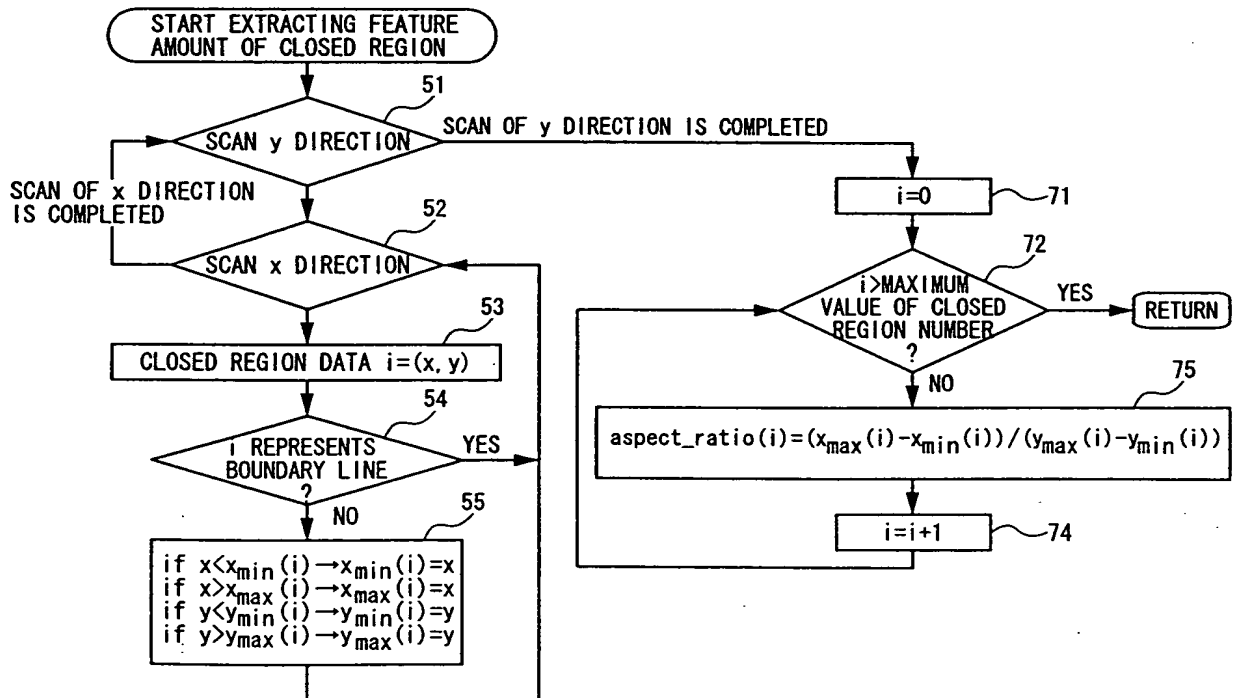 START EXTRACTING FEATURE
AMOUNT OF CLOSED REGION
51
SCAN y DIRECTION
SCAN OF y DIRECTION IS COMPLETED
SCAN OF x DIRECTION
IS COMPLETED
52
SCAN x DIRECTION
53
CLOSED REGION DATA i=(x, y)
54
i REPRESENTS
BOUNDARY LINE
?
YES
NO
55
if x<xmin(i)→xmin(i)=x
if x>xmax(i)→xmax(i)=x
if y<ymin(i)→ymin(i)=y
if y>ymax(i)→ymax(i)=y
i=0
71
72
i>MAXIMUM
VALUE OF CLOSED
REGION NUMBER
?
YES
RETURN
NO
75
aspect_ratio(i)=(xmax(i)-xmin(i))/(ymax(i)-ymin(i))
i=i+1
74